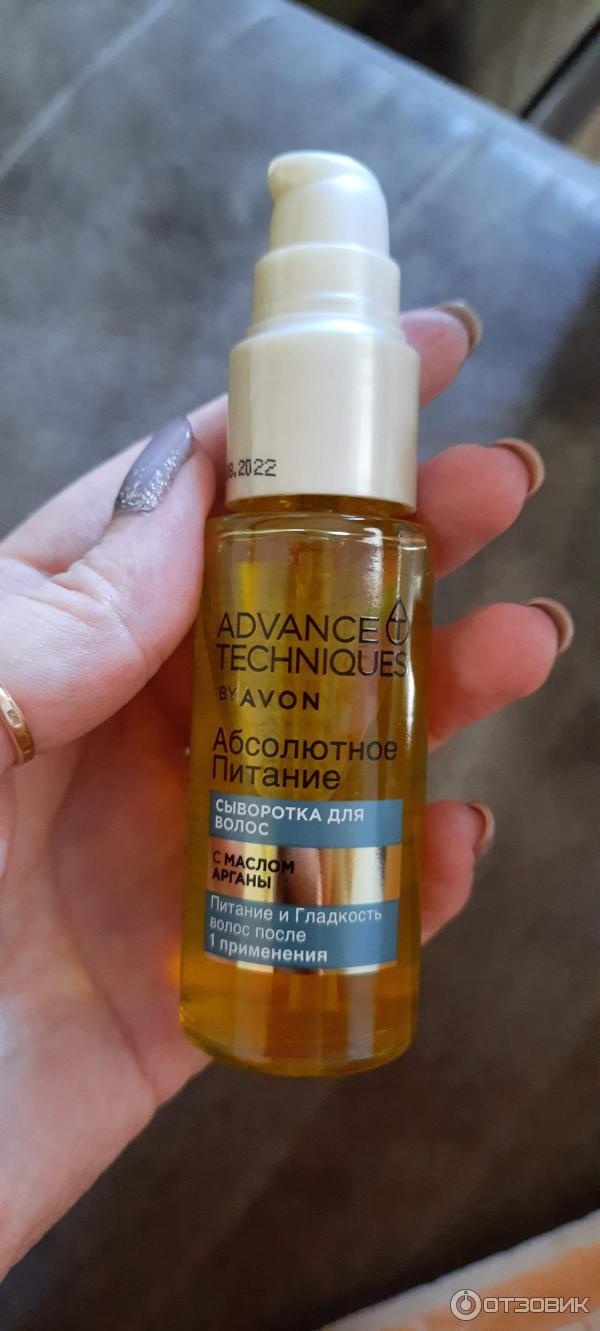 08.2022
ADVANCE
TECHNIQUES
BY AVON
Абсолютное
Питание
СЫВОРОТКА ДЛЯ
ВОЛОС
С МАСЛОМ
АРГАНЫ
Питание и Гладкость
волос после
1 применения
ОТЗОВИК